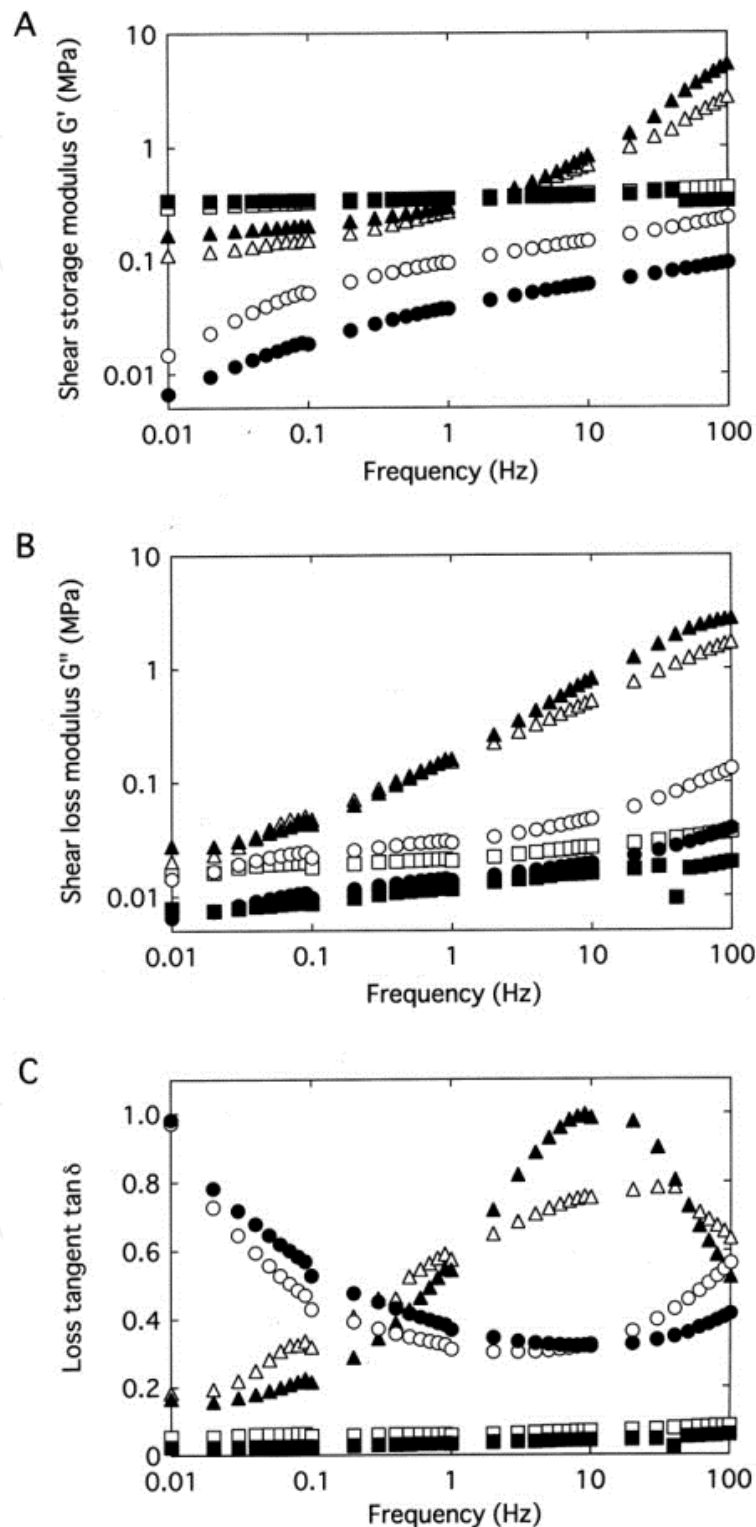 A
Shear storage modulus G' (MPa)
10
1
0.1
0.01
0.01 0.1 1 10 100
Frequency (Hz)
B
Shear loss modulus G" (MPa)
10
1
0.1
0.01
0.01 0.1 1 10 100
Frequency (Hz)
C
Loss tangent tanδ
1.0
0.8
0.6
0.4
0.2
0
0.01 0.1 1 10 100
Frequency (Hz)